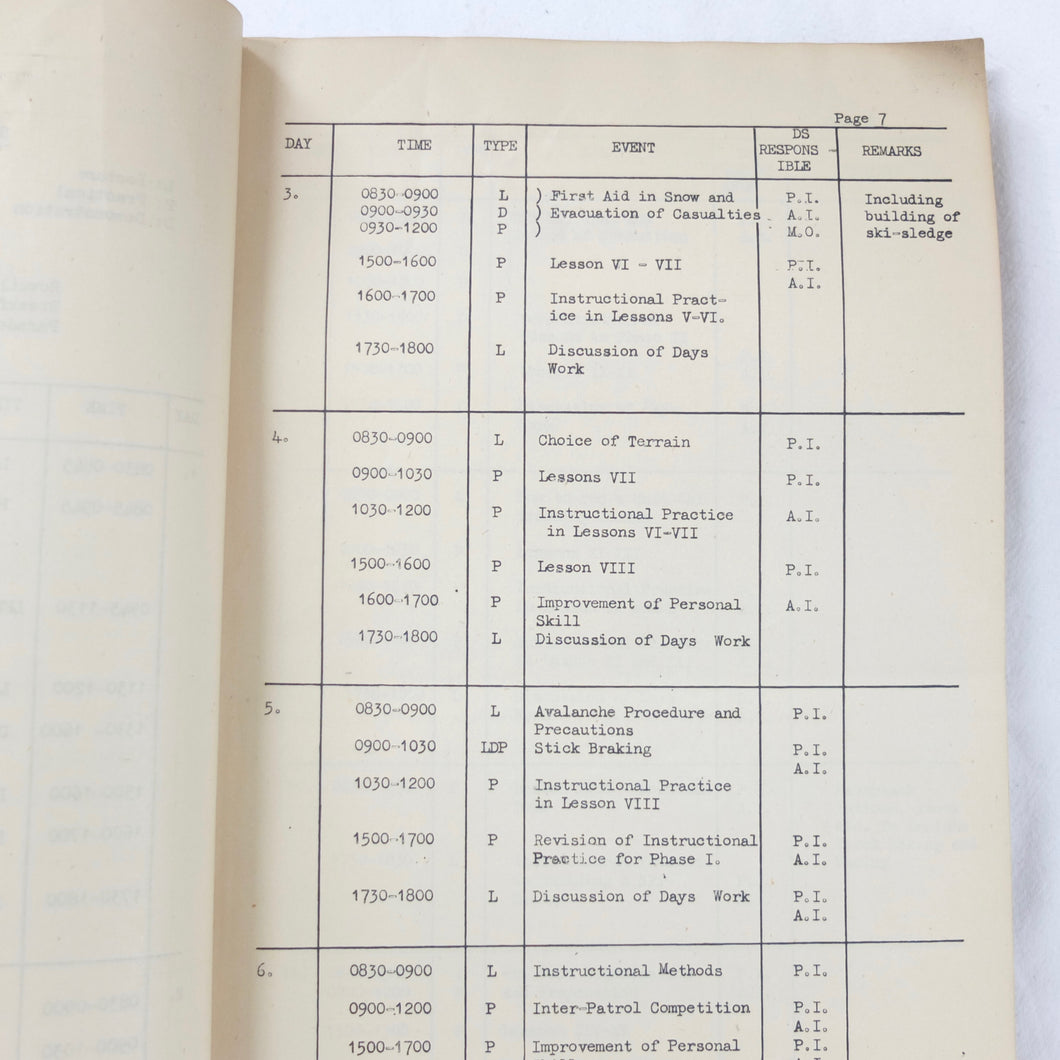 Page 7
DAY TIME TYPE EVENT DS RESPONS - IBLE REMARKS
3. 0830-0900 L ) First Aid in Snow and P.I. Including
0900-0930 D ) Evacuation of Casualties. A.I. building of
0930-1200 P ) M.O. ski-sledge
1500-1600 P Lesson VI - VII P.I.
A.I.
1600-1700 P Instructional Pract-
ice in Lessons V-VI.
1730-1800 L Discussion of Days
Work
4. 0830-0900 L Choice of Terrain P.I.
0900-1030 P Lessons VII P.I.
1030-1200 P Instructional Practice A.I.
in Lessons VI-VII
1500-1600 P Lesson VIII P.I.
1600-1700 P Improvement of Personal A.I.
Skill
1730-1800 L Discussion of Days Work
5. 0830-0900 L Avalanche Procedure and P.I.
Precautions
0900-1030 LDP Stick Braking P.I.
A.I.
1030-1200 P Instructional Practice
in Lesson VIII
1500-1700 P Revision of Instructional P.I.
Practice for Phase I. A.I.
1730-1800 L Discussion of Days Work P.I.
A.I.
6. 0830-0900 L Instructional Methods P.I.
0900-1200 P Inter-Patrol Competition P.I.
A.I.
1500-1700 P Improvement of Personal P.I.